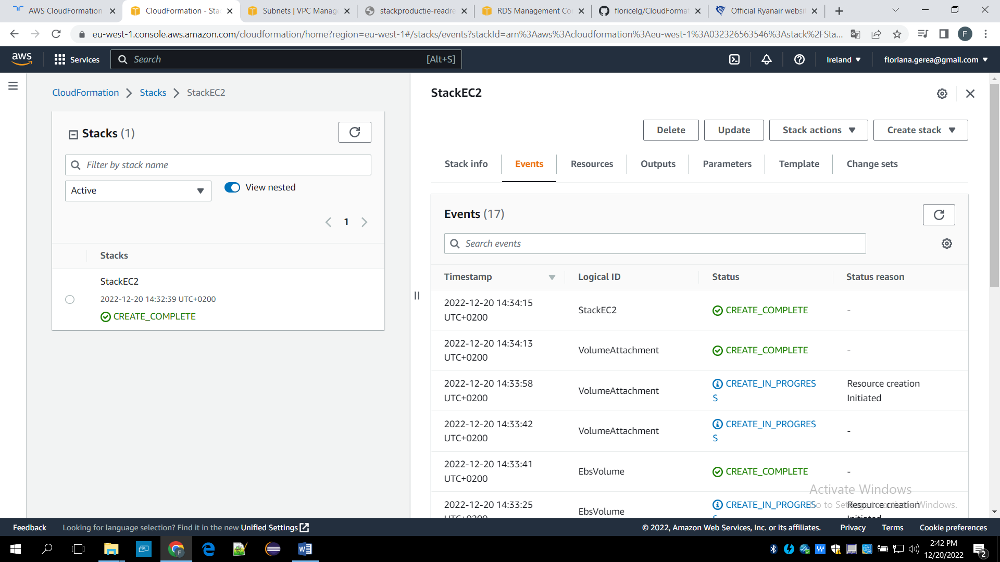 AWS CloudFormation
CloudFormation - Sta
Subnets | VPC Manag
stackproductie-readre
RDS Management Co
floricelg/CloudFormat
Official Ryanair websit
eu-west-1.console.aws.amazon.com/cloudformation/home?region=eu-west-1#/stacks/events?stackId=arn%3Aaws%3Acloudformation%3Aeu-west-1%3A032326563546%3Astack%2FSta...
F
aws
Services
Search
[Alt+S]
Ireland
floriana.gerea@gmail.com
CloudFormation
Stacks
StackEC2
Stacks (1)
Filter by stack name
Active
View nested
1
Stacks
StackEC2
2022-12-20 14:32:39 UTC+0200
CREATE_COMPLETE
StackEC2
Delete
Update
Stack actions
Create stack
Stack info
Events
Resources
Outputs
Parameters
Template
Change sets
Events (17)
Search events
Timestamp
Logical ID
Status
Status reason
2022-12-20 14:34:15
UTC+0200
StackEC2
CREATE_COMPLETE
-
2022-12-20 14:34:13
UTC+0200
VolumeAttachment
CREATE_COMPLETE
-
2022-12-20 14:33:58
UTC+0200
VolumeAttachment
CREATE_IN_PROGRES
S
Resource creation
Initiated
2022-12-20 14:33:42
UTC+0200
VolumeAttachment
CREATE_IN_PROGRES
S
-
2022-12-20 14:33:41
UTC+0200
EbsVolume
CREATE_COMPLETE
-
2022-12-20 14:33:25
UTC+0200
EbsVolume
CREATE_IN_PROGRES
Resource creation
Initiated
Activate Windows
Go to Settings to activate Windows.
Feedback
Looking for language selection? Find it in the new Unified Settings
© 2022, Amazon Web Services, Inc. or its affiliates.
Privacy
Terms
Cookie preferences
2:42 PM
12/20/2022
2